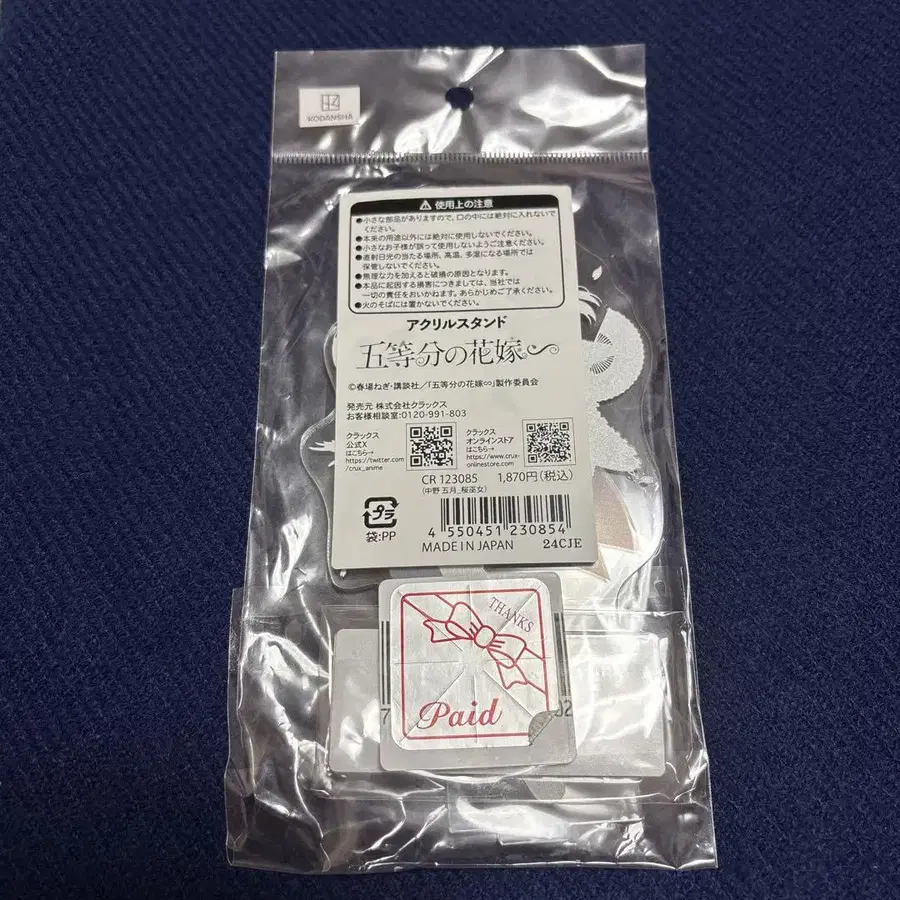 KODANSHA
使用上の注意
●小さな部品がありますので、口の中には絶対に入れないで
ください。
●本来の用途以外には絶対に使用しないでください。
●小さなお子様が誤って使用しないようご注意ください。
●直射日光の当たる場所、高温、多湿になる場所では
保管しないでください。
●無理な力を加えると破損の原因となります。
●本品に起因する損害につきましては、当社では
一切の責任をおいかねます。あらかじめご了承ください。
●火のそばには置かないでください。
アクリルスタンド
五等分の花嫁∽
©春場ねぎ・講談社／「五等分の花嫁∽」製作委員会
発売元 株式会社クラックス
お客様相談室:0120-991-803
クラックス
公式X
はこちら→
https://twitter.com
/crux_anime
クラックス
オンラインストア
はこちら→
https://www.crux-
onlinestore.com
CR 123085 1,870円(税込)
(中野 五月_桜巫女)
プラ
袋:PP
4 550451 230854
MADE IN JAPAN 24CJE
THANKS
Paid
7
02